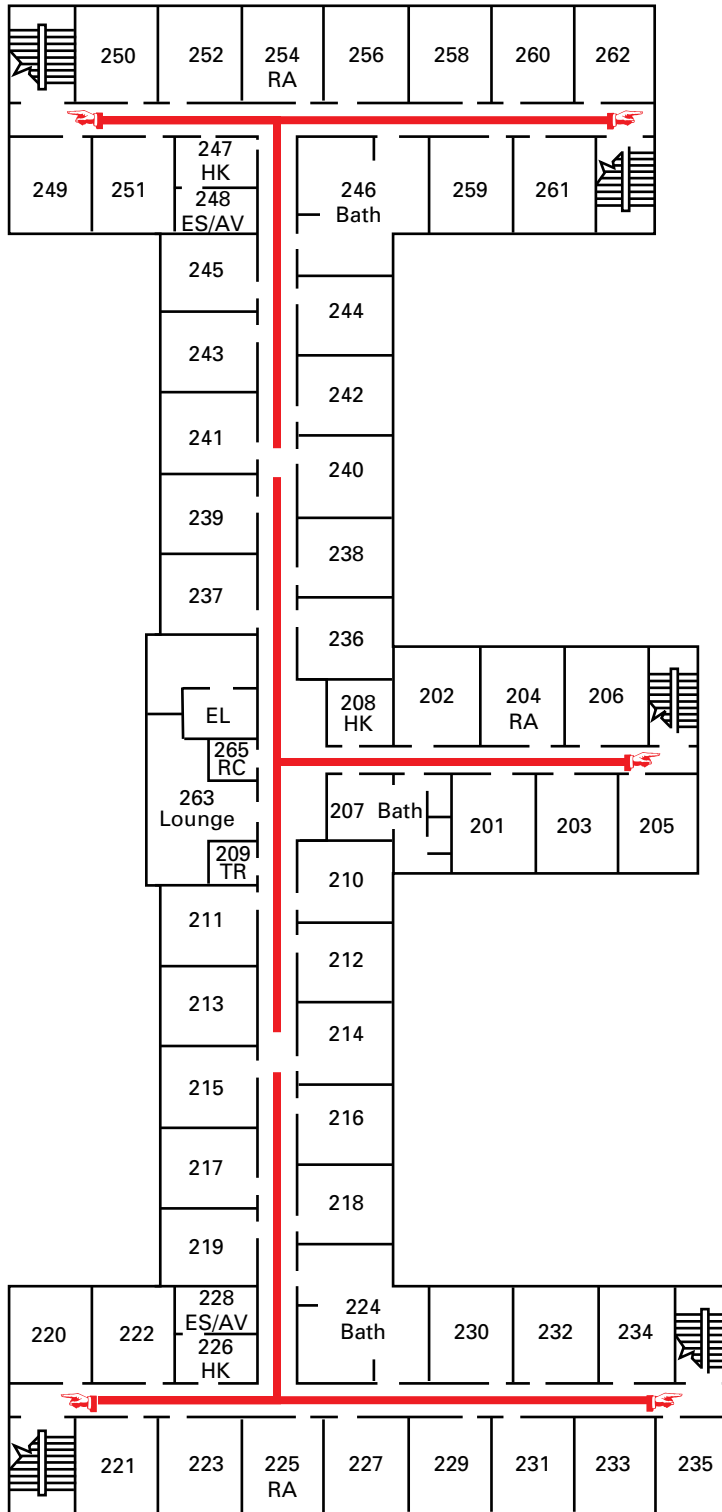 250 252 254 256 258 260 262
RA
249 251 247 246 259 261
HK Bath
248
ES/AV
245
244
243
242
241
240
239
238
237
236
202 204 206
RA
208
HK
EL
265
RC
263
Lounge
207 Bath 201 203 205
209
TR
210
211
212
213
214
215
216
217
218
219
220 222 228 224 230 232 234
ES/AV Bath
226
HK
221 223 225 227 229 231 233 235
RA